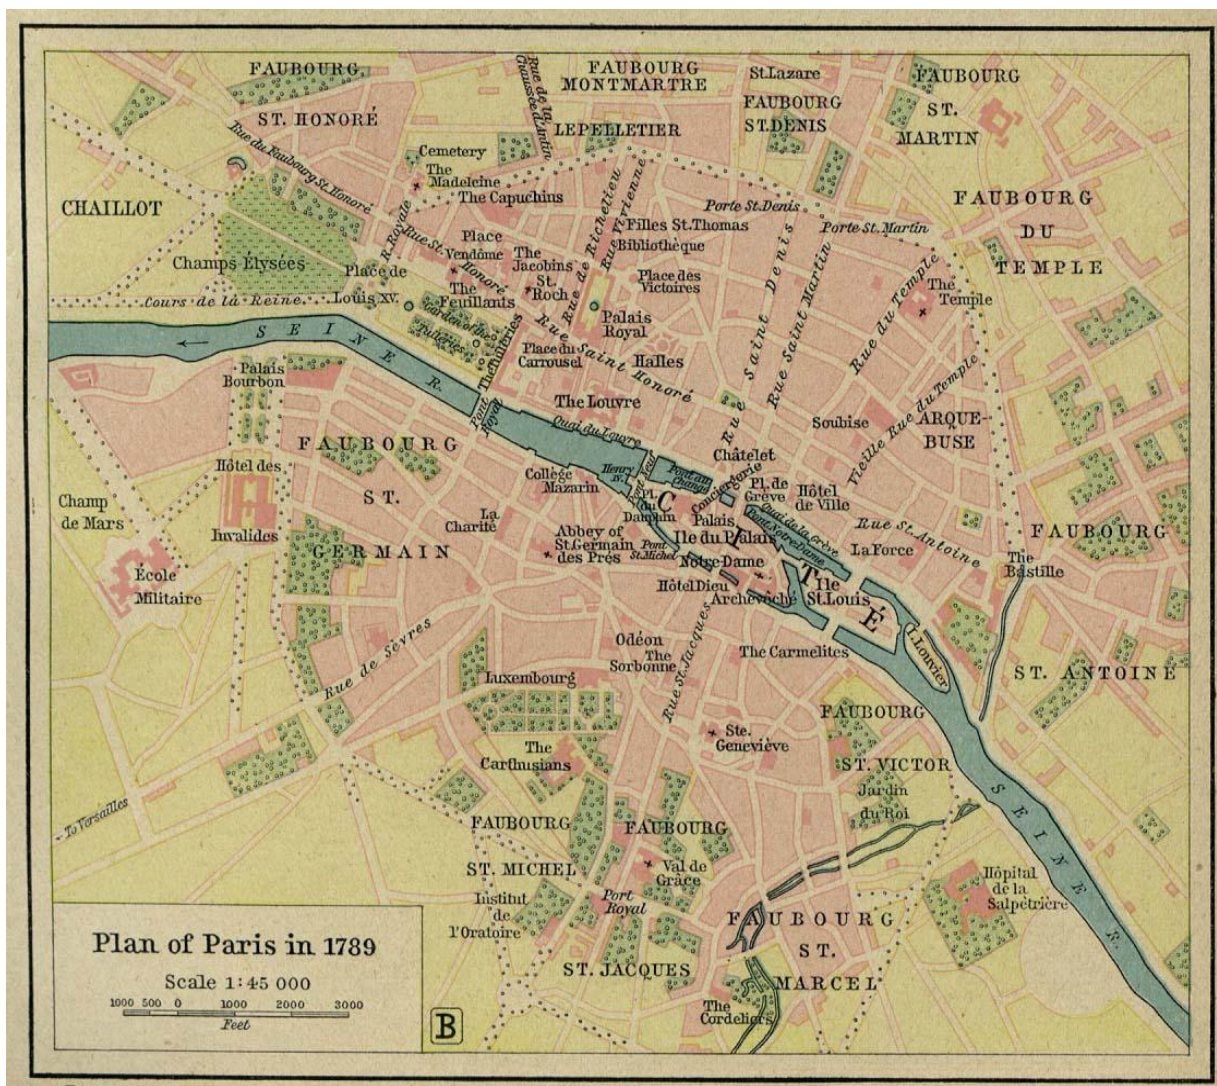 FAUBOURG
ST. HONORÉ
Rue de la
Chaussée d'Antin
FAUBOURG
MONTMARTRE
LEPELLETIER
St. Lazare
FAUBOURG
ST. DENIS
FAUBOURG
ST.
MARTIN
Rue du Faubourg St. Honoré
Cemetery
The
Madeleine
The Capuchins
CHAILLOT
R. Royale
Rue St. Honoré
Place
Vendôme
The
Jacobins
St.
Roch
Rue de Richelieu
Rue Vivienne
Filles St. Thomas
Bibliothèque
Porte St. Denis
Porte St. Martin
FAUBOURG
DU
TEMPLE
Champs Élysées
Place de
Louis XV.
The
Feuillants
Place des
Victoires
Rue Saint Denis
Rue Saint Martin
Rue du Temple
The
Temple
Cours de la Reine
Garden of the
Tuileries
The Tuileries
Palais
Royal
Rue Saint Honoré
Place du
Carrousel
Halles
SEINE R.
Palais
Bourbon
Pont
Royal
The Louvre
Quai du Louvre
Soubise
Vieille Rue du Temple
ARQUE-
BUSE
FAUBOURG
ST.
GERMAIN
Hôtel des
Invalides
Collège
Mazarin
Henry
IV.
Pont Neuf
Pont au
Change
Châtelet
Conciergerie
Pl. de
Grève
Hôtel
de Ville
Champ
de Mars
La
Charité
Pl.
du
Dauphin
CITÉ
Palais
Ile du Palais
Quai de la Grève
Pont Notre Dame
Rue St. Antoine
FAUBOURG
ST. ANTOINE
Abbey of
St. Germain
des Prés
Pont
St. Michel
Notre-Dame
La Force
The
Bastille
École
Militaire
Hôtel Dieu
Archevêché
Ile
St. Louis
I. Louvier
Rue de Sèvres
Odéon
The
Sorbonne
Rue St. Jacques
The Carmelites
Luxembourg
Ste.
Geneviève
FAUBOURG
ST. VICTOR
The
Carthusians
Jardin
du Roi
SEINE R.
To Versailles
FAUBOURG
ST. MICHEL
FAUBOURG
ST. JACQUES
Val de
Grâce
Institut
de
l'Oratoire
Port
Royal
Hôpital
de la
Salpêtrière
FAUBOURG
ST.
MARCEL
The
Cordeliers
Plan of Paris in 1789
Scale 1:45 000
1000 500 0 1000 2000 3000
Feet
B